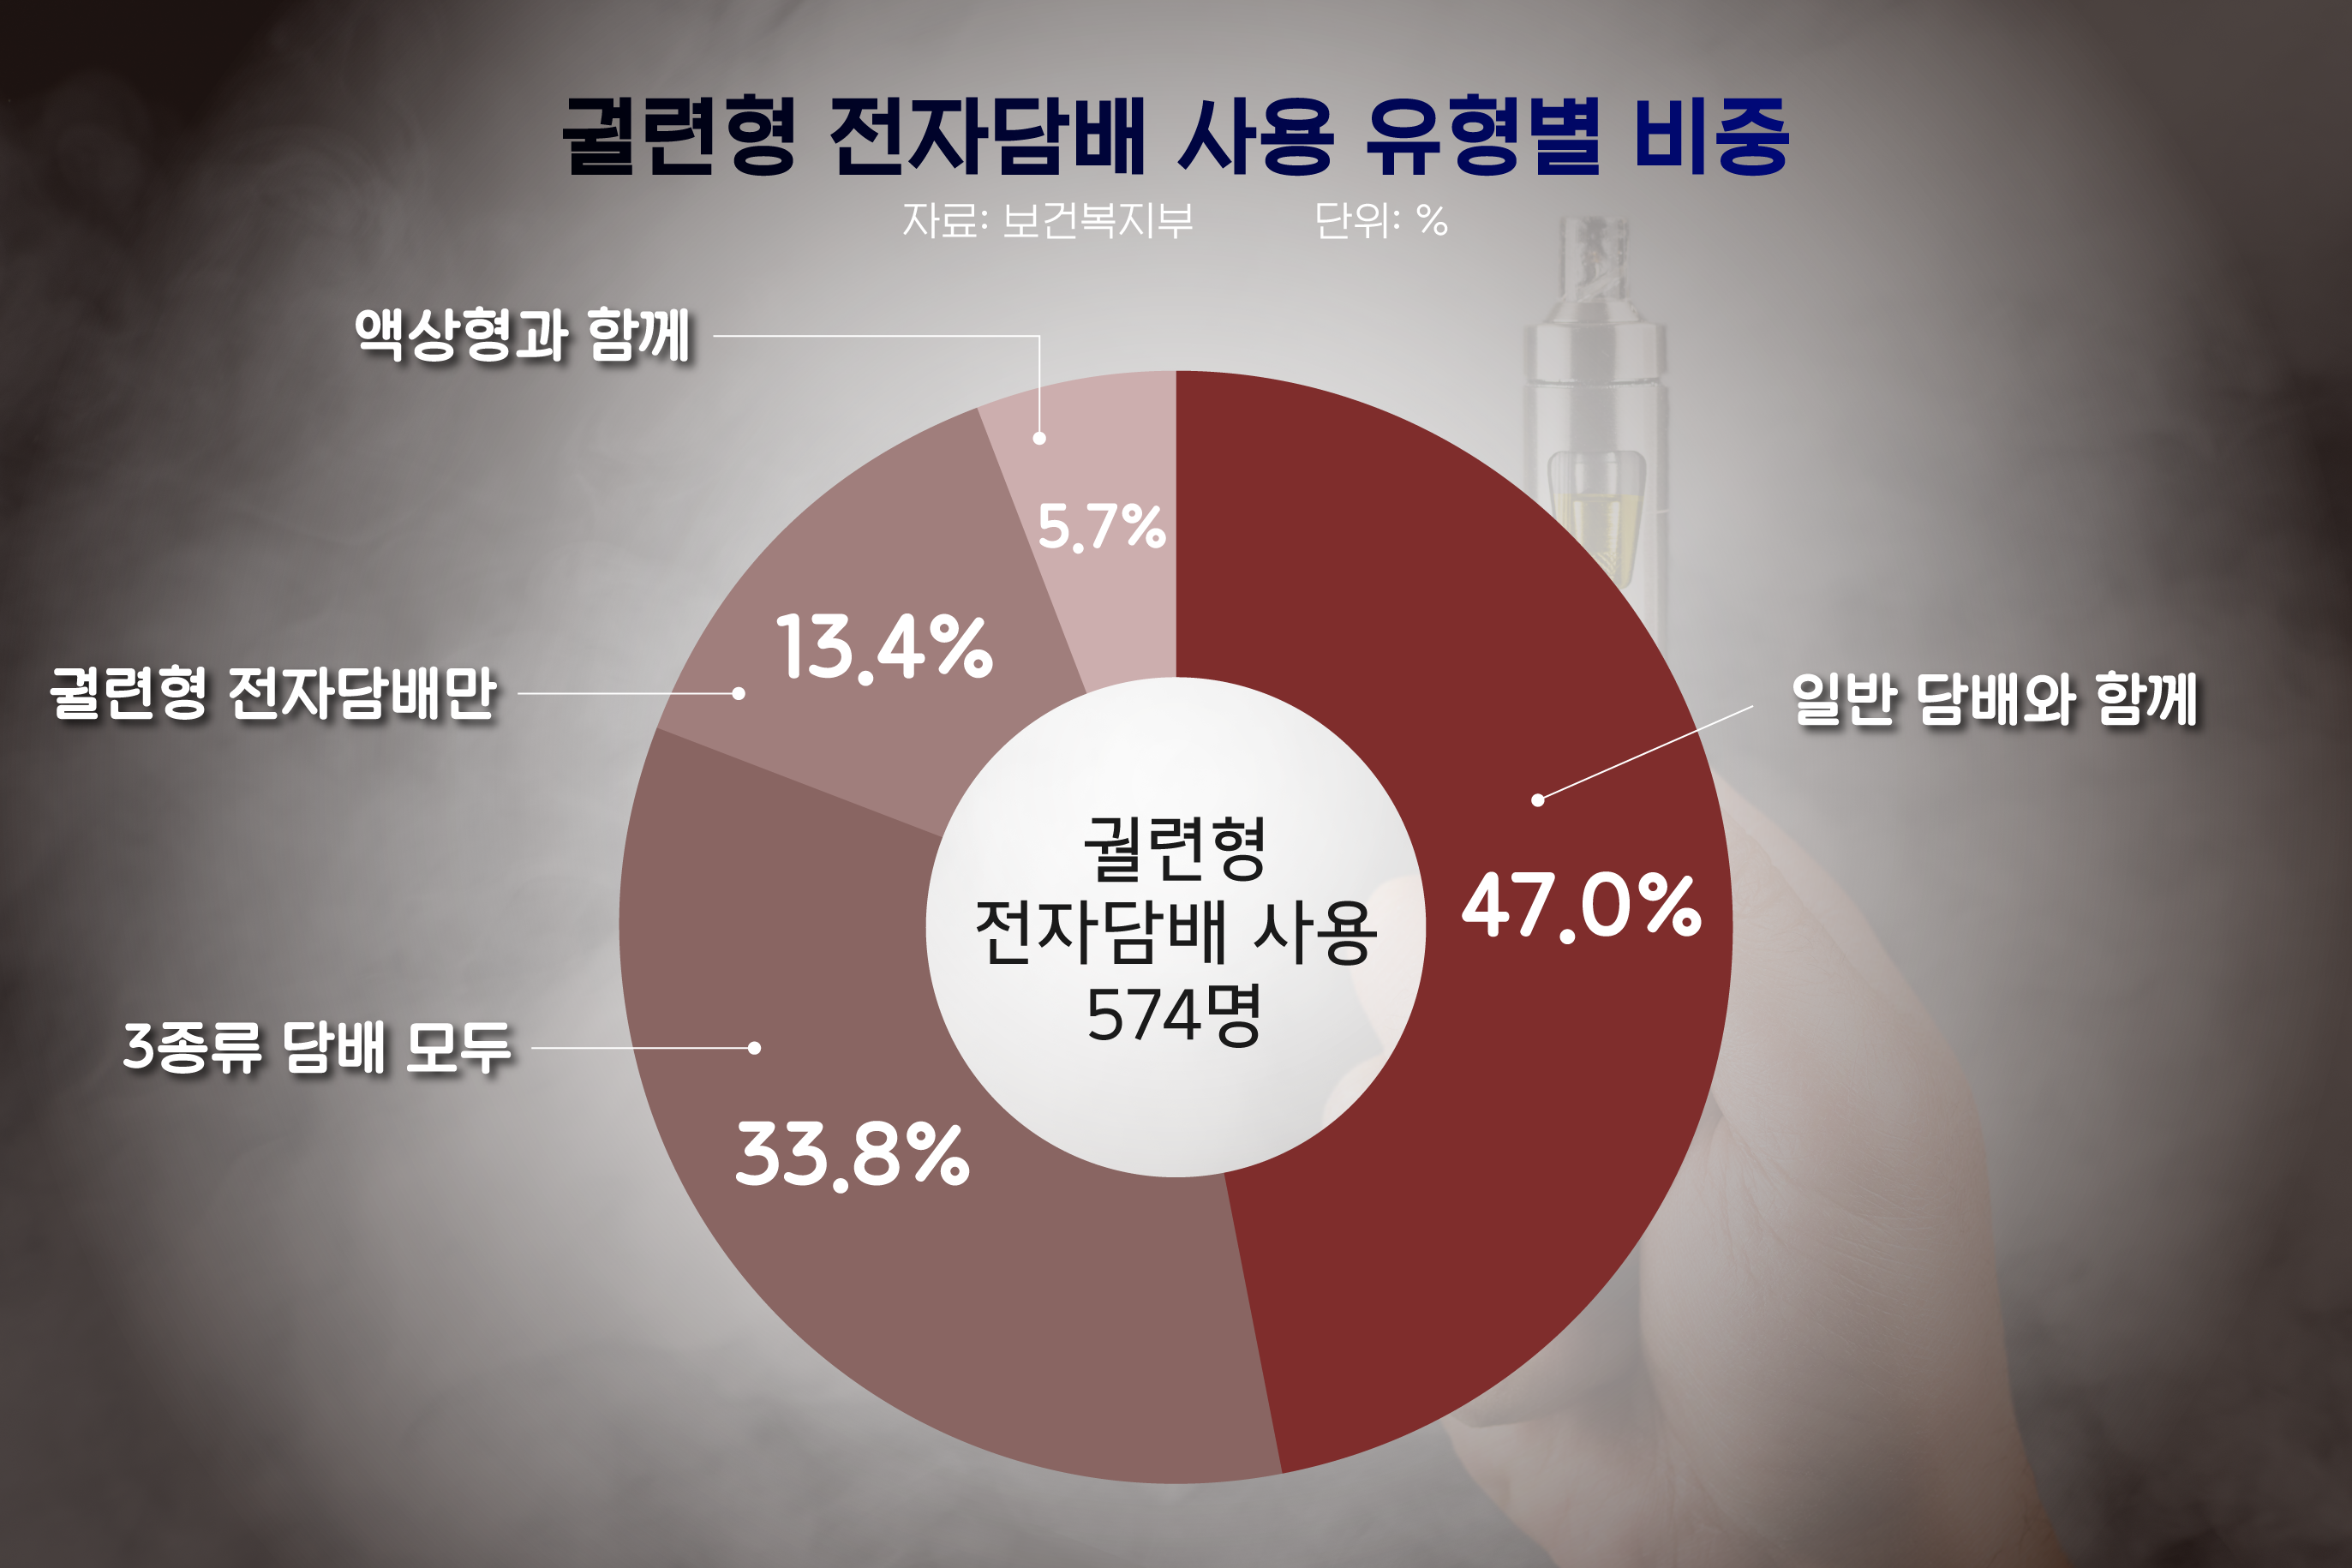 궐련형 전자담배 사용 유형별 비중
자료: 보건복지부 단위: %
액상형과 함께
5.7%
13.4%
궐련형 전자담배만
일반 담배와 함께
47.0%
궐련형
전자담배 사용
574명
3종류 담배 모두
33.8%